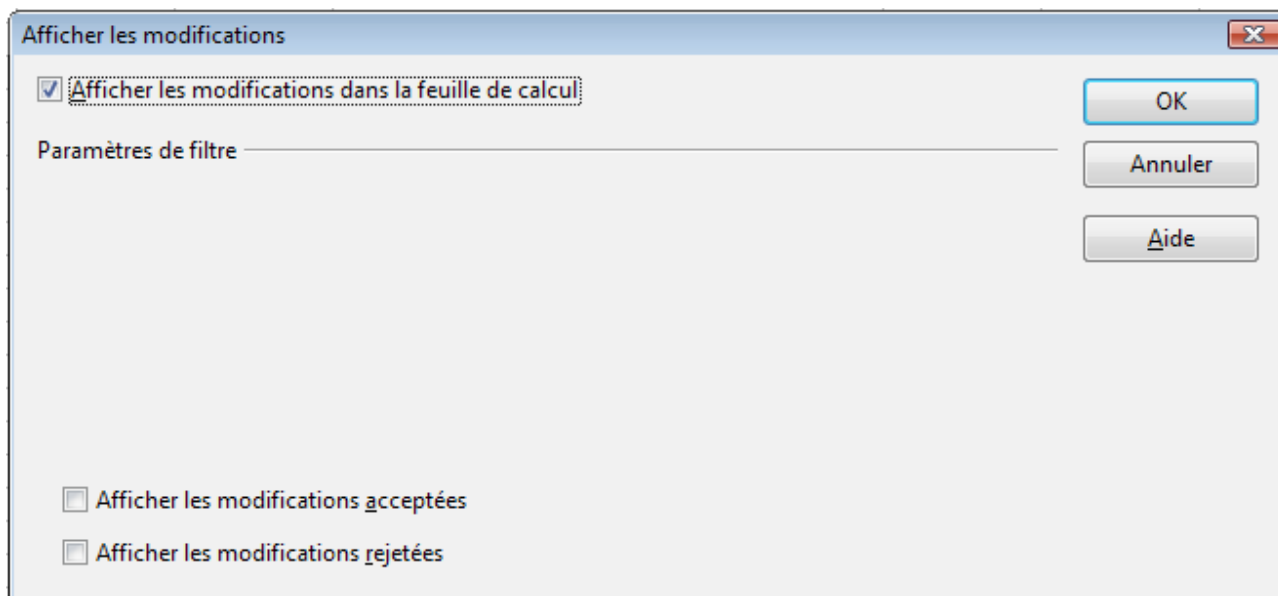 Afficher les modifications
Afficher les modifications dans la feuille de calcul
OK
Paramètres de filtre
Annuler
Aide
Afficher les modifications acceptées
Afficher les modifications rejetées